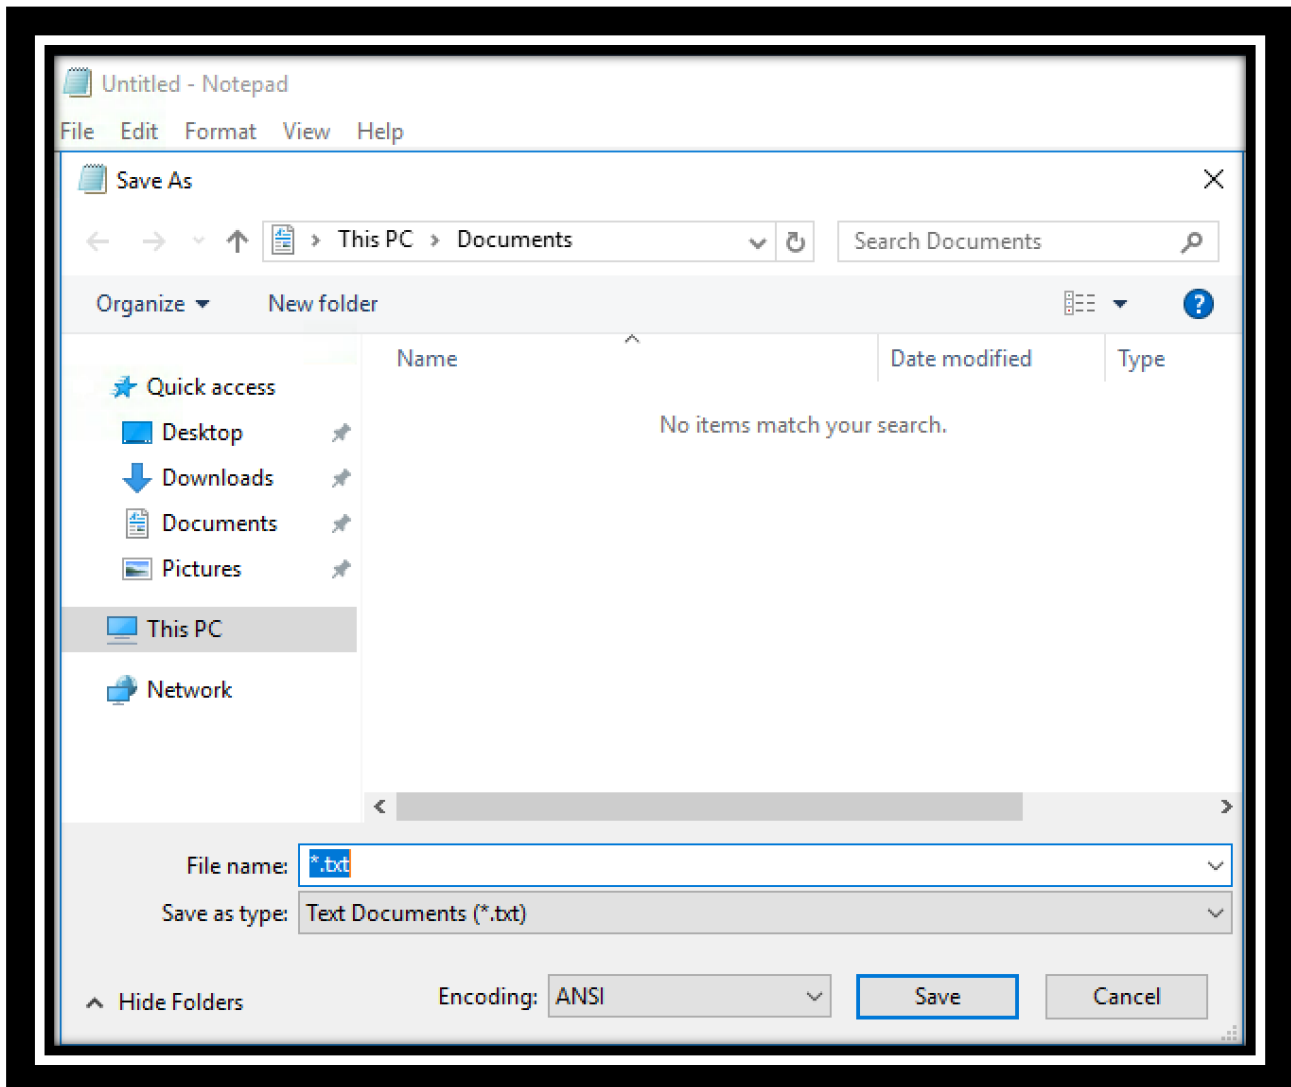 Untitled - Notepad
File Edit Format View Help
Save As
This PC > Documents
Search Documents
Organize
New folder
?
Name
Date modified
Type
No items match your search.
Quick access
Desktop
Downloads
Documents
Pictures
This PC
Network
File name: *.txt
Save as type: Text Documents (*.txt)
Hide Folders
Encoding: ANSI
Save
Cancel